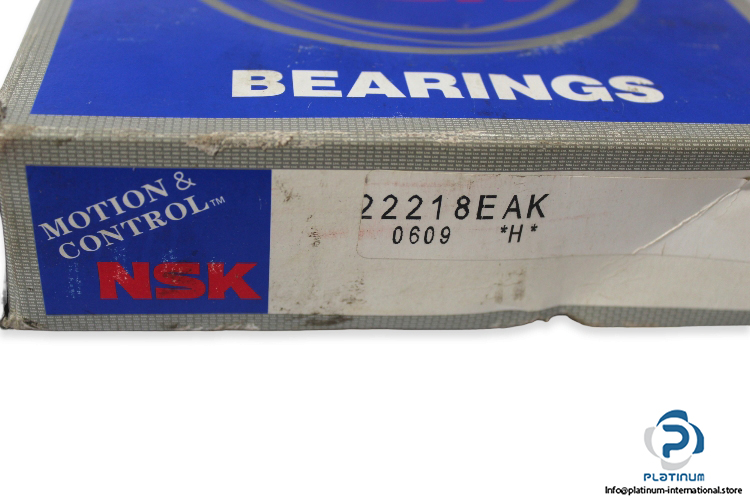 BEARINGS
MOTION &
CONTROL™
NSK
22218EAK
0609 *H*
PLATINUM
Info@platinum-international.store